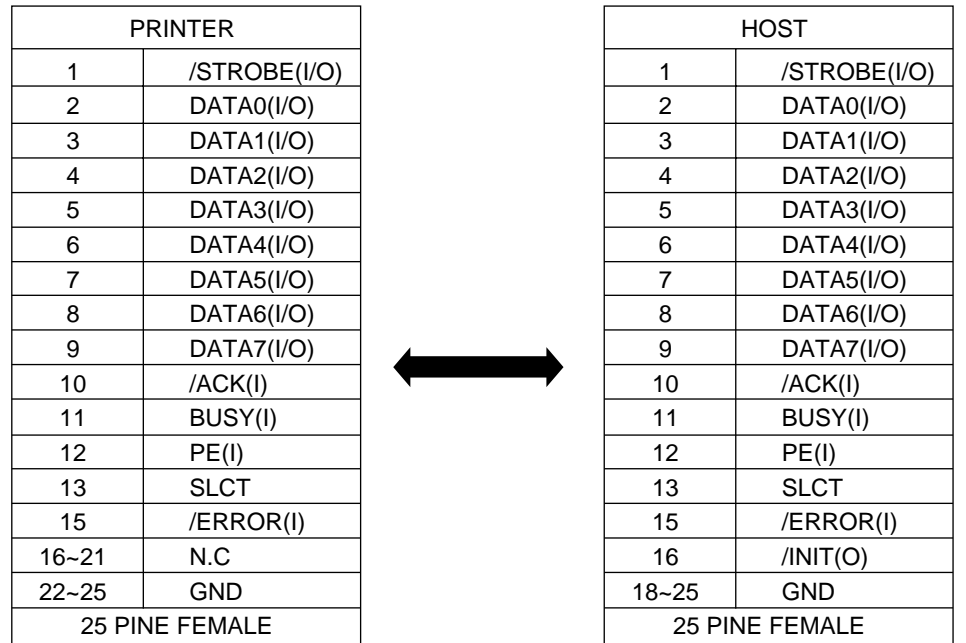 PRINTER
1 /STROBE(I/O)
2 DATA0(I/O)
3 DATA1(I/O)
4 DATA2(I/O)
5 DATA3(I/O)
6 DATA4(I/O)
7 DATA5(I/O)
8 DATA6(I/O)
9 DATA7(I/O)
10 /ACK(I)
11 BUSY(I)
12 PE(I)
13 SLCT
15 /ERROR(I)
16~21 N.C
22~25 GND
25 PINE FEMALE
HOST
1 /STROBE(I/O)
2 DATA0(I/O)
3 DATA1(I/O)
4 DATA2(I/O)
5 DATA3(I/O)
6 DATA4(I/O)
7 DATA5(I/O)
8 DATA6(I/O)
9 DATA7(I/O)
10 /ACK(I)
11 BUSY(I)
12 PE(I)
13 SLCT
15 /ERROR(I)
16 /INIT(O)
18~25 GND
25 PINE FEMALE